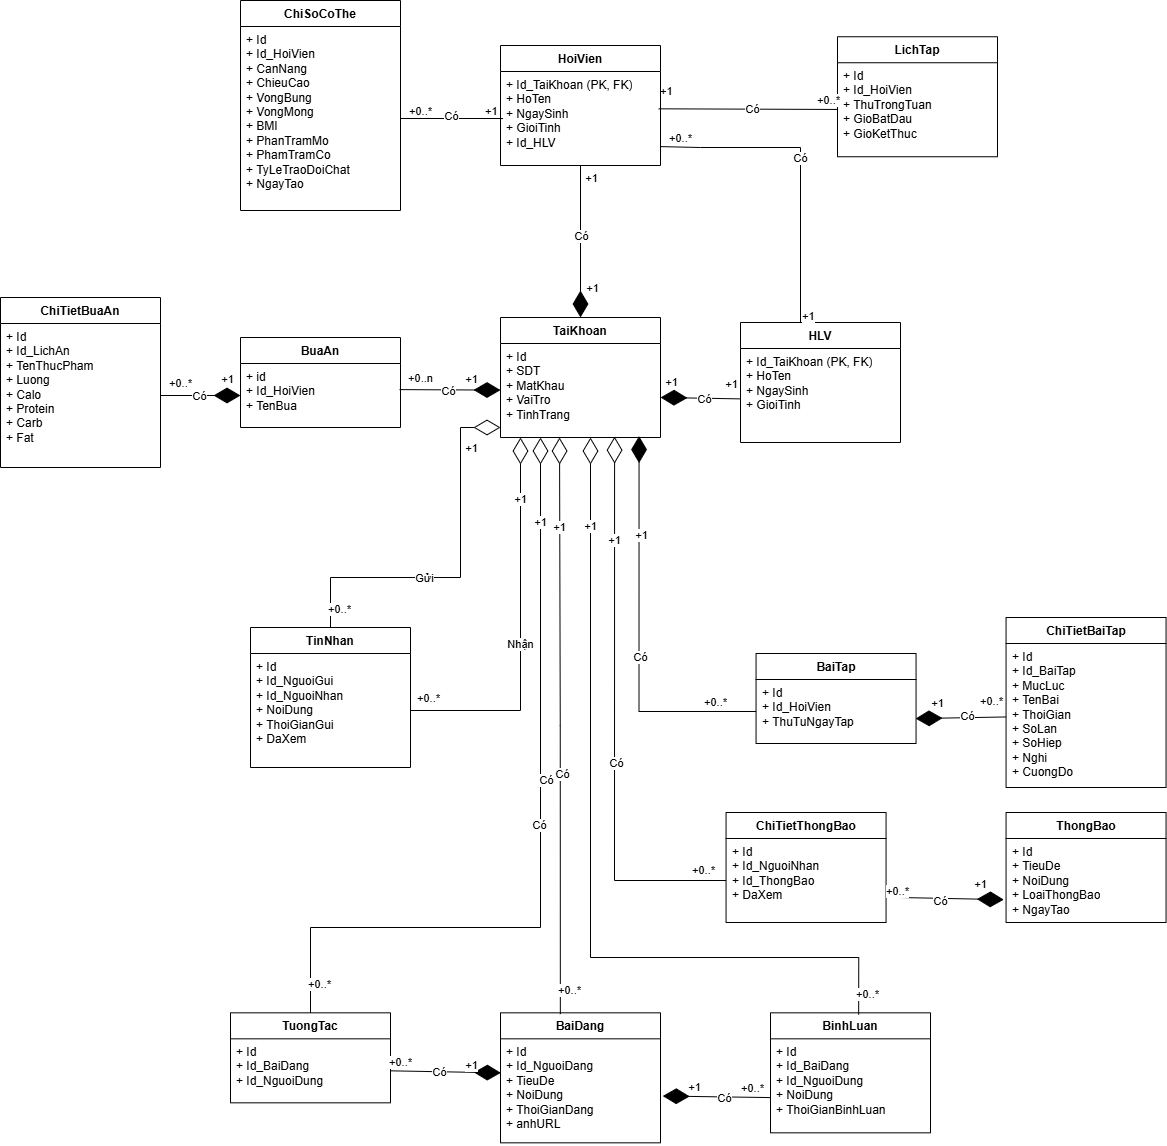 ChiSoCoThe
+ Id
+ Id_HoiVien
+ CanNang
+ ChieuCao
+ VongBung
+ VongMong
+ BMI
+ PhanTramMo
+ PhamTramCo
+ TyLeTraoDoiChat
+ NgayTao
+0..*
Có
+1
HoiVien
+ Id_TaiKhoan (PK, FK)
+ HoTen
+ NgaySinh
+ GioiTinh
+ Id_HLV
+1
Có
+0..*
LichTap
+ Id
+ Id_HoiVien
+ ThuTrongTuan
+ GioBatDau
+ GioKetThuc
+0..*
Có
+1
+1
Có
+1
ChiTietBuaAn
+ Id
+ Id_LichAn
+ TenThucPham
+ Luong
+ Calo
+ Protein
+ Carb
+ Fat
+0..*
Có
+1
BuaAn
+ id
+ Id_HoiVien
+ TenBua
+0..n
Có
+1
TaiKhoan
+ Id
+ SDT
+ MatKhau
+ VaiTro
+ TinhTrang
+1
Có
+1
HLV
+ Id_TaiKhoan (PK, FK)
+ HoTen
+ NgaySinh
+ GioiTinh
+1
Gửi
+0..*
+1
+1
+1
+1
+1
+1
TinNhan
+ Id
+ Id_NguoiGui
+ Id_NguoiNhan
+ NoiDung
+ ThoiGianGui
+ DaXem
Nhận
+0..*
Có
+0..*
BaiTap
+ Id
+ Id_HoiVien
+ ThuTuNgayTap
+1
Có
+0..*
ChiTietBaiTap
+ Id
+ Id_BaiTap
+ MucLuc
+ TenBai
+ ThoiGian
+ SoLan
+ SoHiep
+ Nghi
+ CuongDo
Có
Có
Có
Có
+0..*
ChiTietThongBao
+ Id
+ Id_NguoiNhan
+ Id_ThongBao
+ DaXem
+0..*
Có
+1
ThongBao
+ Id
+ TieuDe
+ NoiDung
+ LoaiThongBao
+ NgayTao
+0..*
+0..*
+0..*
TuongTac
+ Id
+ Id_BaiDang
+ Id_NguoiDung
+0..*
Có
+1
BaiDang
+ Id
+ Id_NguoiDang
+ TieuDe
+ NoiDung
+ ThoiGianDang
+ anhURL
+1
Có
+0..*
BinhLuan
+ Id
+ Id_BaiDang
+ Id_NguoiDung
+ NoiDung
+ ThoiGianBinhLuan